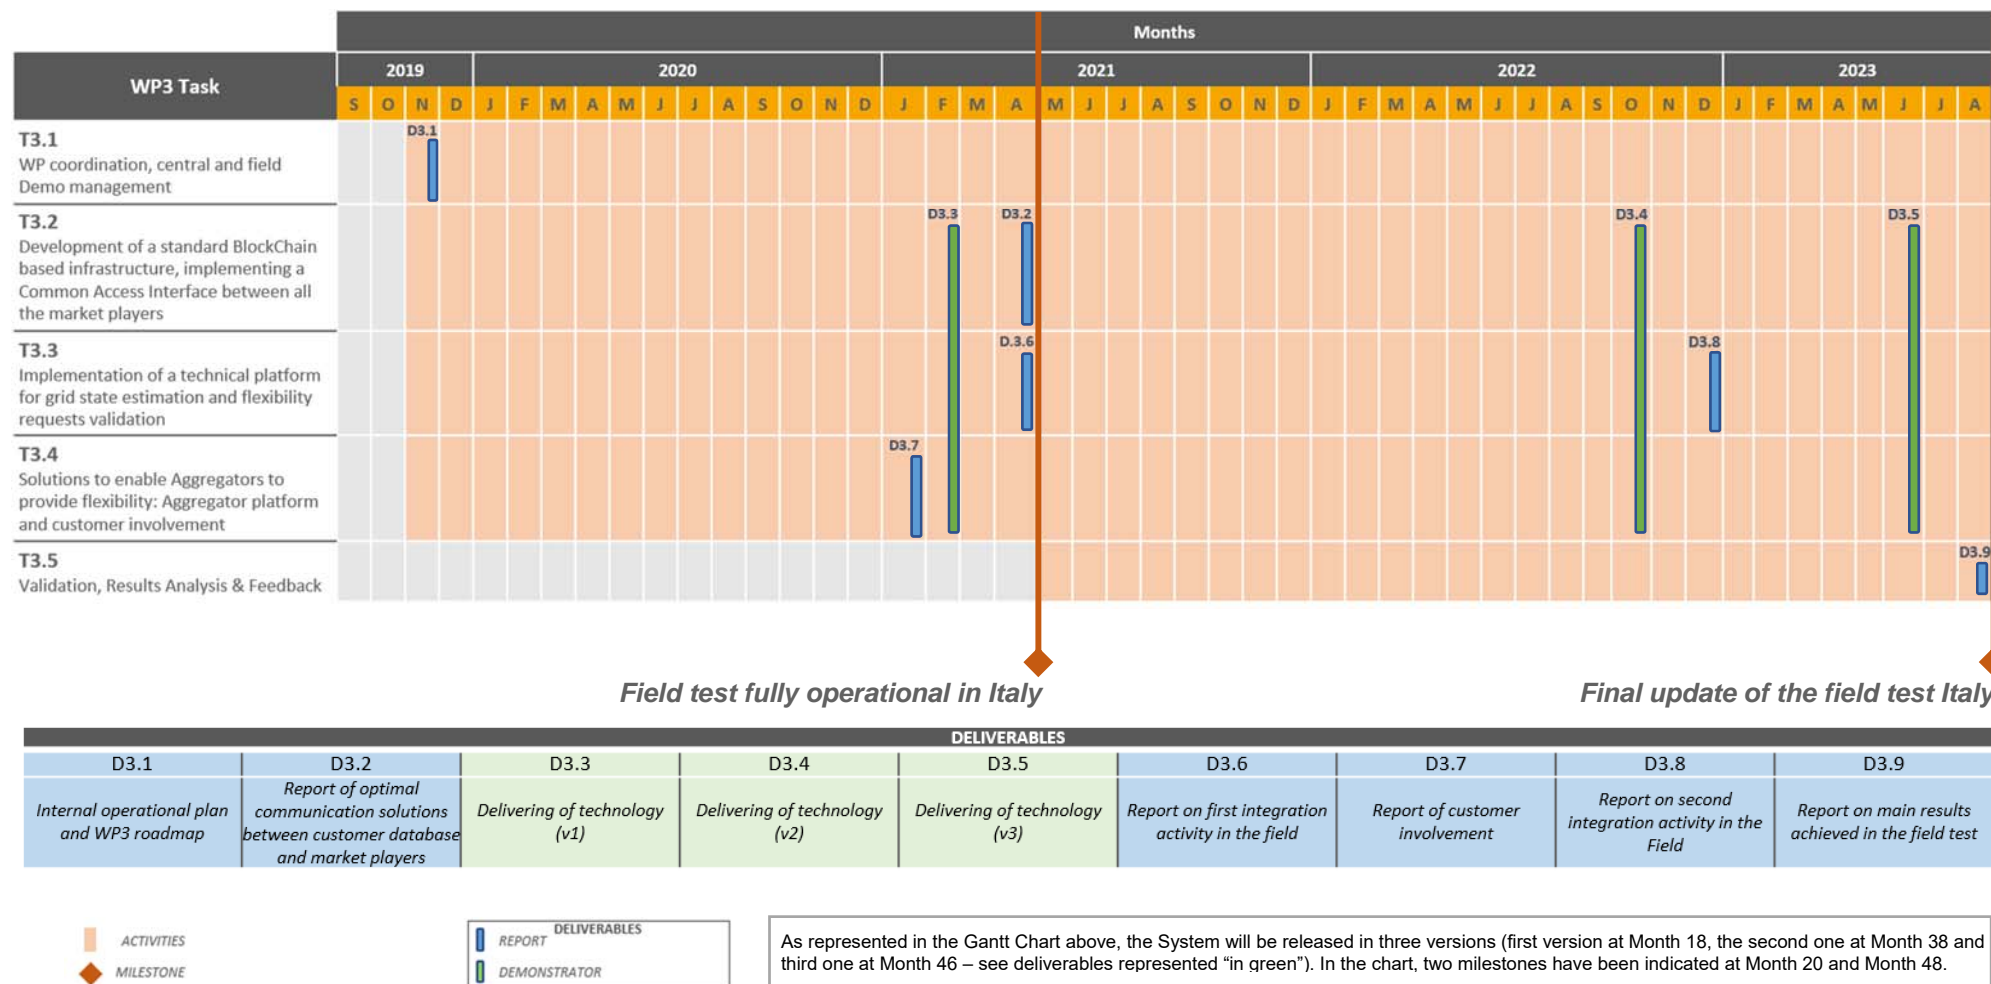 Months
WP3 Task
2019 2020 2021 2022 2023
S O N D J F M A M J J A S O N D J F M A M J J A S O N D J F M A M J J A S O N D J F M A M J J A
T3.1
WP coordination, central and field
Demo management
D3.1
T3.2
Development of a standard BlockChain
based infrastructure, implementing a
Common Access Interface between all
the market players
D3.3 D3.2 D3.4 D3.5
T3.3
Implementation of a technical platform
for grid state estimation and flexibility
requests validation
D.3.6 D3.8
T3.4
Solutions to enable Aggregators to
provide flexibility: Aggregator platform
and customer involvement
D3.7
T3.5
Validation, Results Analysis & Feedback
D3.9
Field test fully operational in Italy
Final update of the field test Italy
DELIVERABLES
D3.1 D3.2 D3.3 D3.4 D3.5 D3.6 D3.7 D3.8 D3.9
Internal operational plan
and WP3 roadmap
Report of optimal
communication solutions
between customer database
and market players
Delivering of technology
(v1)
Delivering of technology
(v2)
Delivering of technology
(v3)
Report on first integration
activity in the field
Report of customer
involvement
Report on second
integration activity in the
Field
Report on main results
achieved in the field test
ACTIVITIES
MILESTONE
DELIVERABLES
REPORT
DEMONSTRATOR
As represented in the Gantt Chart above, the System will be released in three versions (first version at Month 18, the second one at Month 38 and
third one at Month 46 – see deliverables represented “in green”). In the chart, two milestones have been indicated at Month 20 and Month 48.